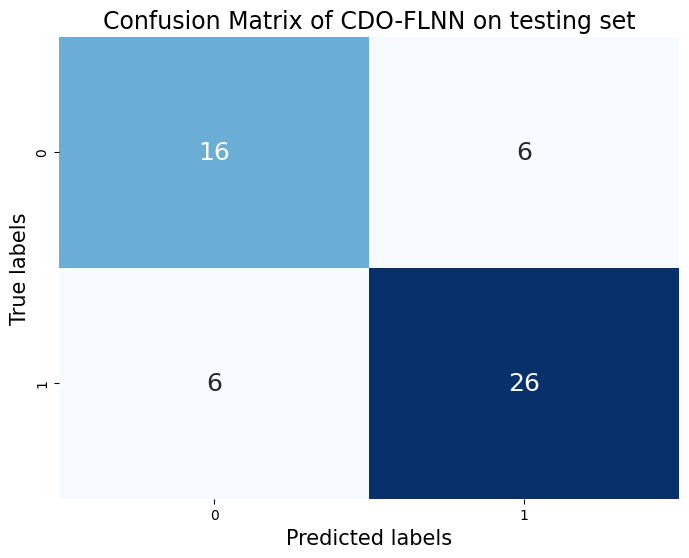 Confusion Matrix of CDO-FLNN on testing set
True labels
0
16
6
1
6
26
0
1
Predicted labels